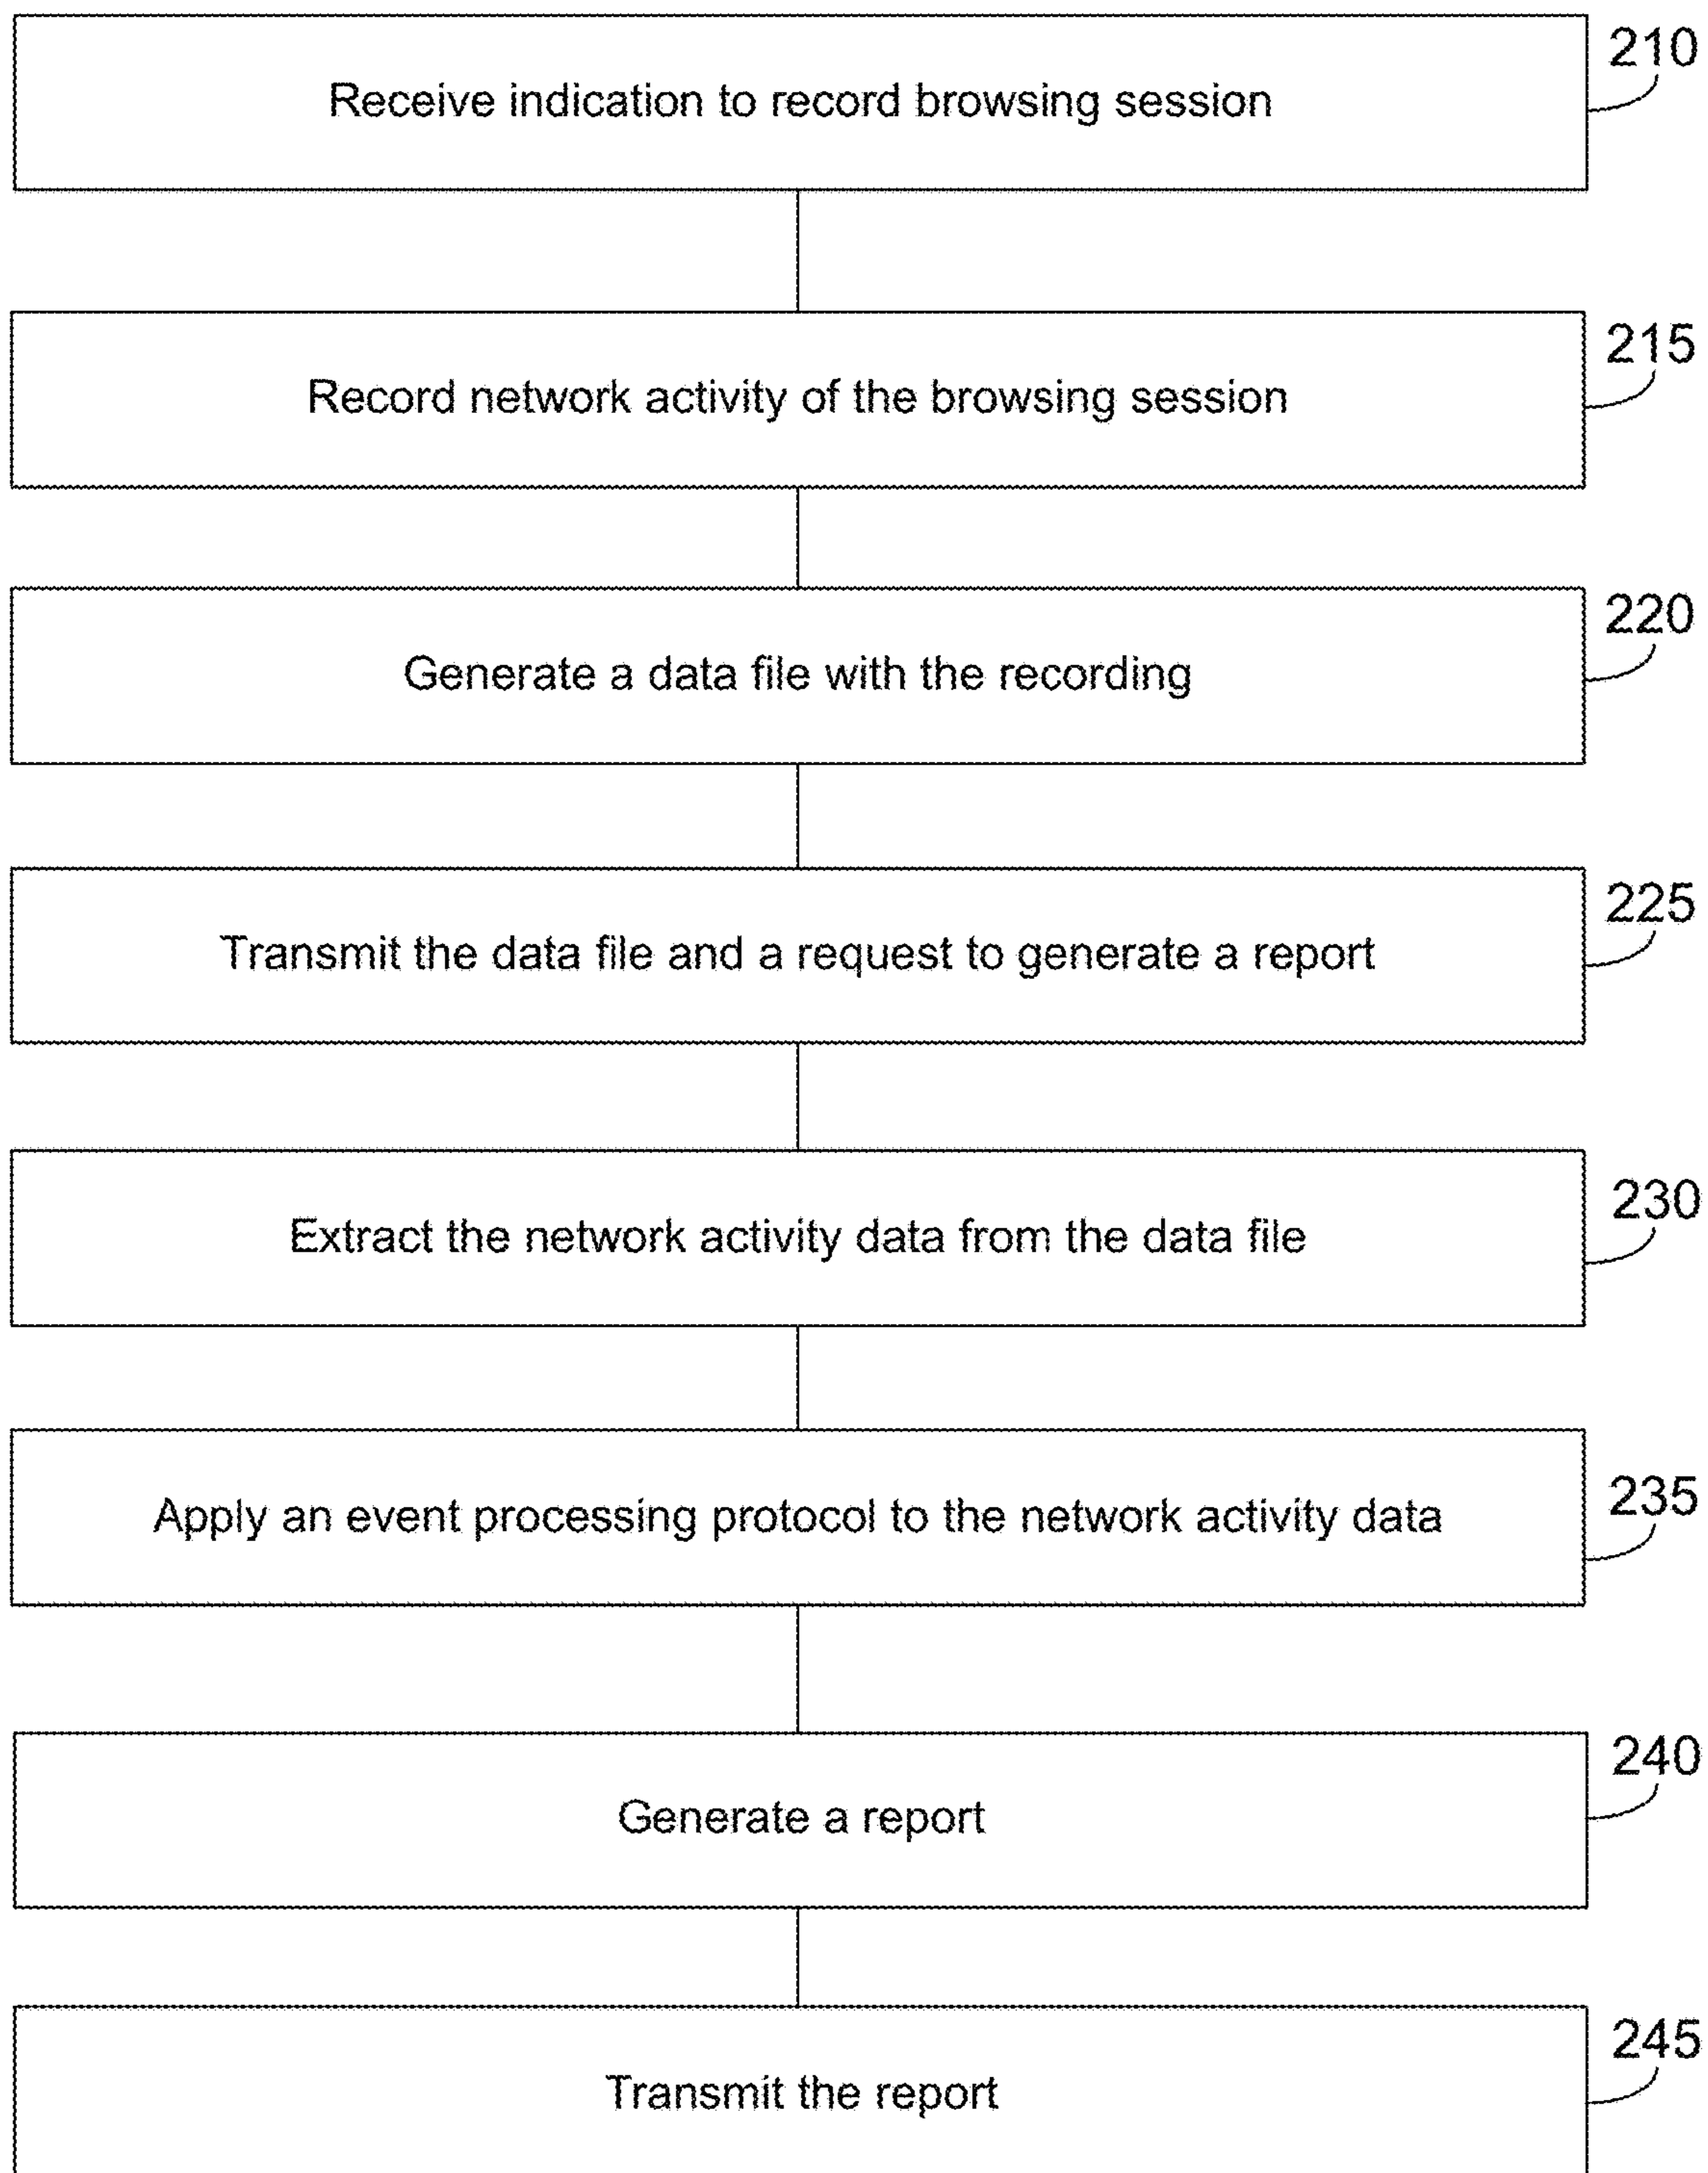 210
Receive indication to record browsing session
215
Record network activity of the browsing session
220
Generate a data file with the recording
225
Transmit the data file and a request to generate a report
230
Extract the network activity data from the data file
235
Apply an event processing protocol to the network activity data
240
Generate a report
245
Transmit the report